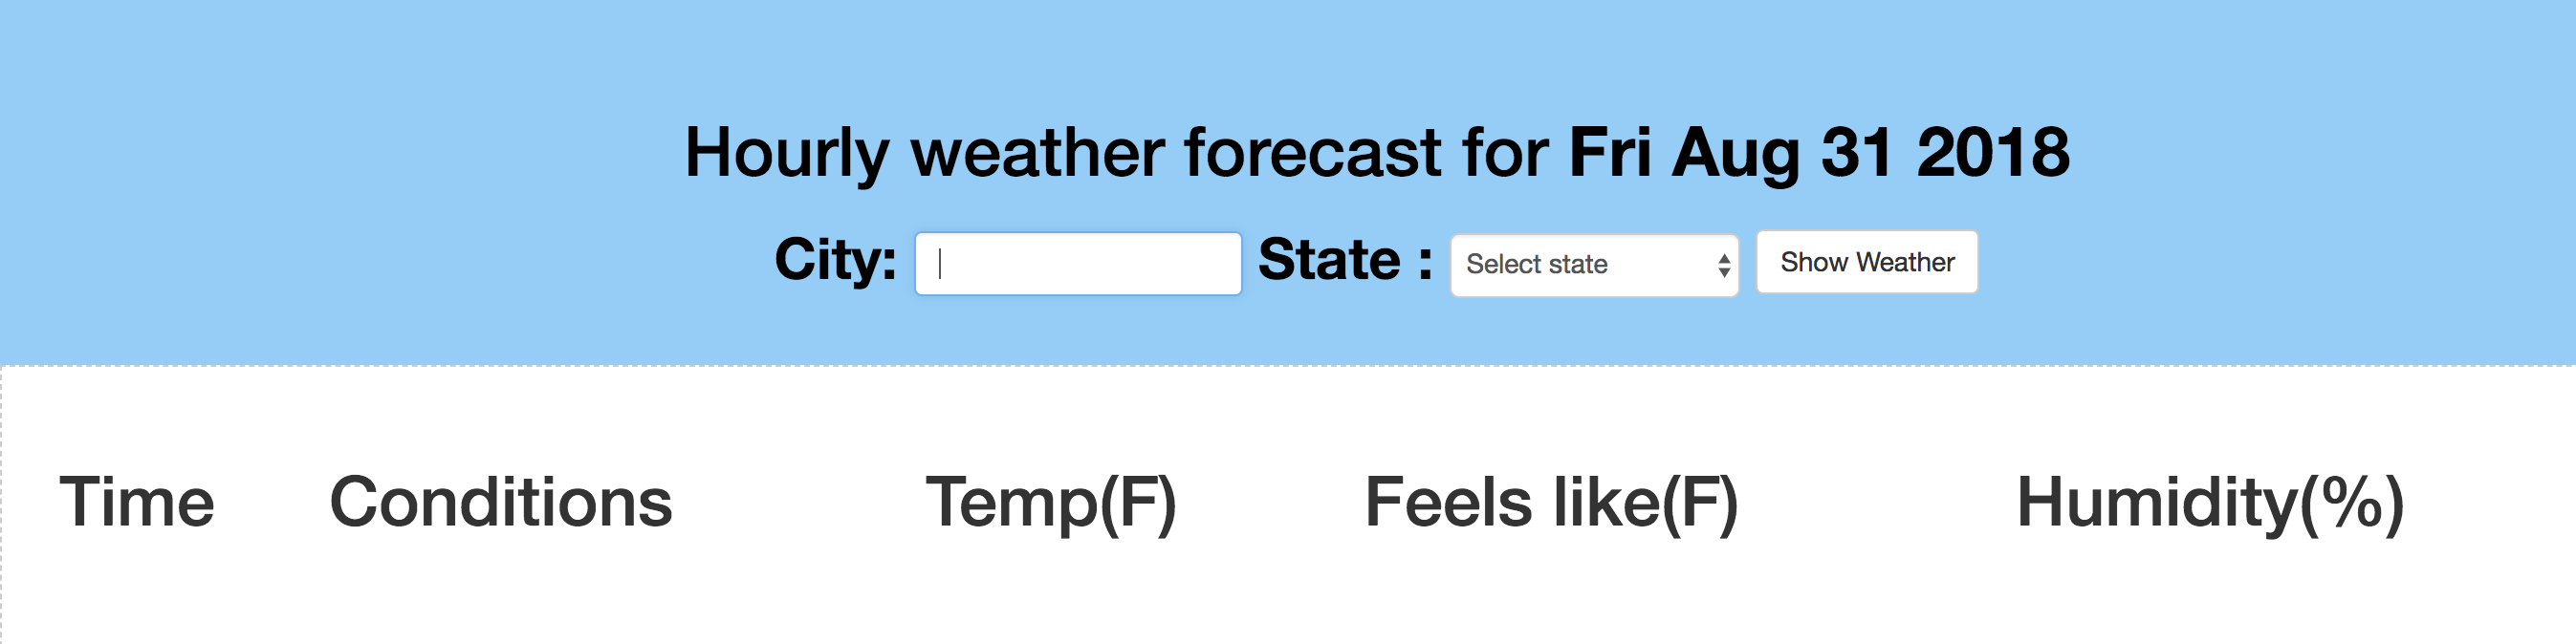 Hourly weather forecast for Fri Aug 31 2018
City: State : Select state Show Weather
Time Conditions Temp(F) Feels like(F) Humidity(%)